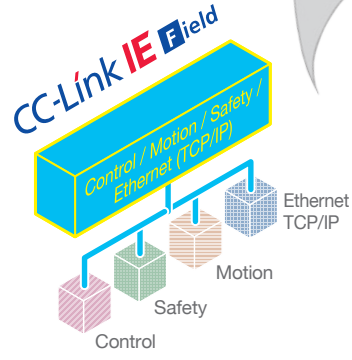 CC-Link IE Field
Control / Motion / Safety /
Ethernet (TCP/IP)
Ethernet
TCP/IP
Motion
Safety
Control